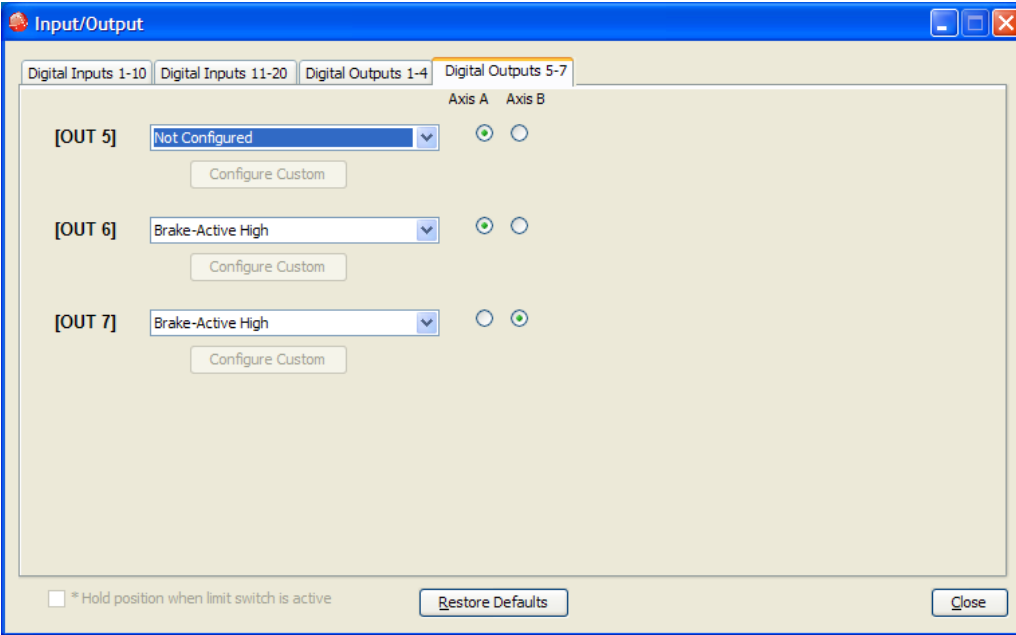 Input/Output
Digital Inputs 1-10 Digital Inputs 11-20 Digital Outputs 1-4 Digital Outputs 5-7
Axis A Axis B
[OUT 5] Not Configured
Configure Custom
[OUT 6] Brake-Active High
Configure Custom
[OUT 7] Brake-Active High
Configure Custom
* Hold position when limit switch is active Restore Defaults Close